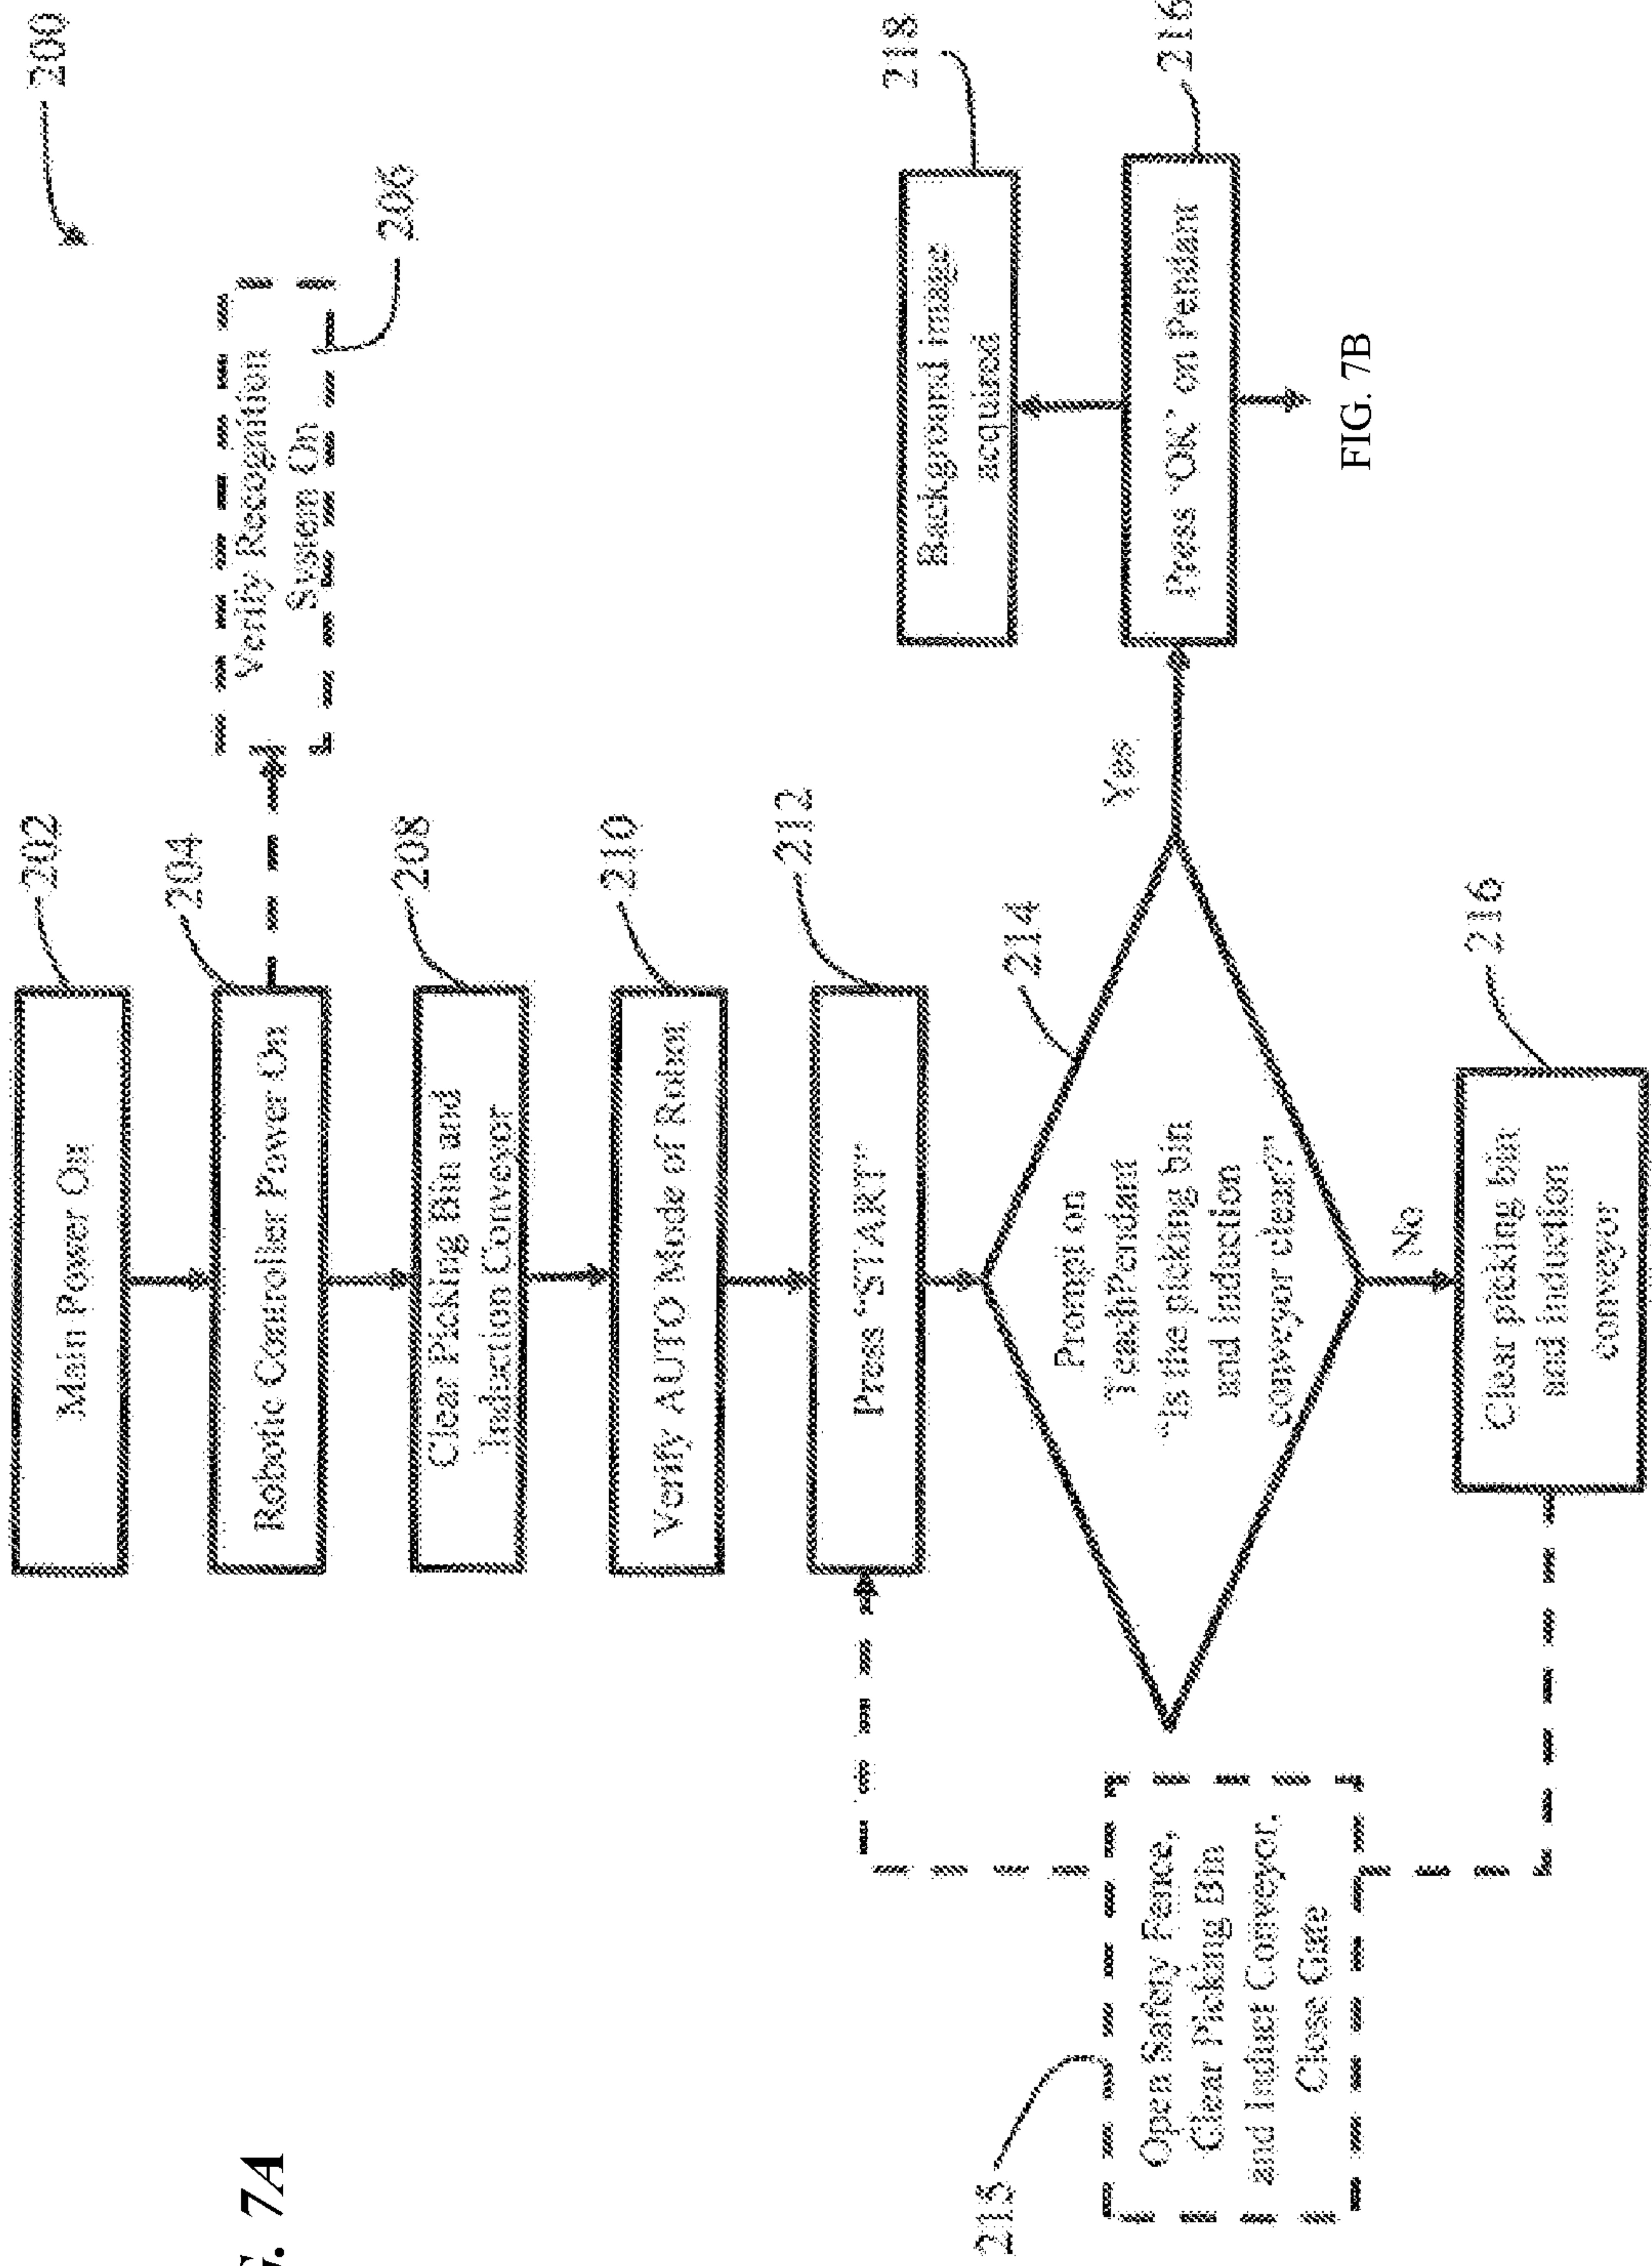 200
Main Power On
202
Robotic Controller Power On
204
Verify Recognition
System On
206
Clear Picking Bin and
Induction Conveyor
208
Verify AUTO Mode of Robot
210
Press "START"
212
Prompt on
TeachPendant
"is the picking bin
and induction
conveyor clear?"
214
Yes
Press 'OK' on Pendant
216
Background image
acquired
218
FIG. 7B
No
Clear picking bin
and induction
conveyor
216
Open Safety Fence,
Clear Picking Bin
and Induct Conveyor,
Close Gate
215
G. 7A